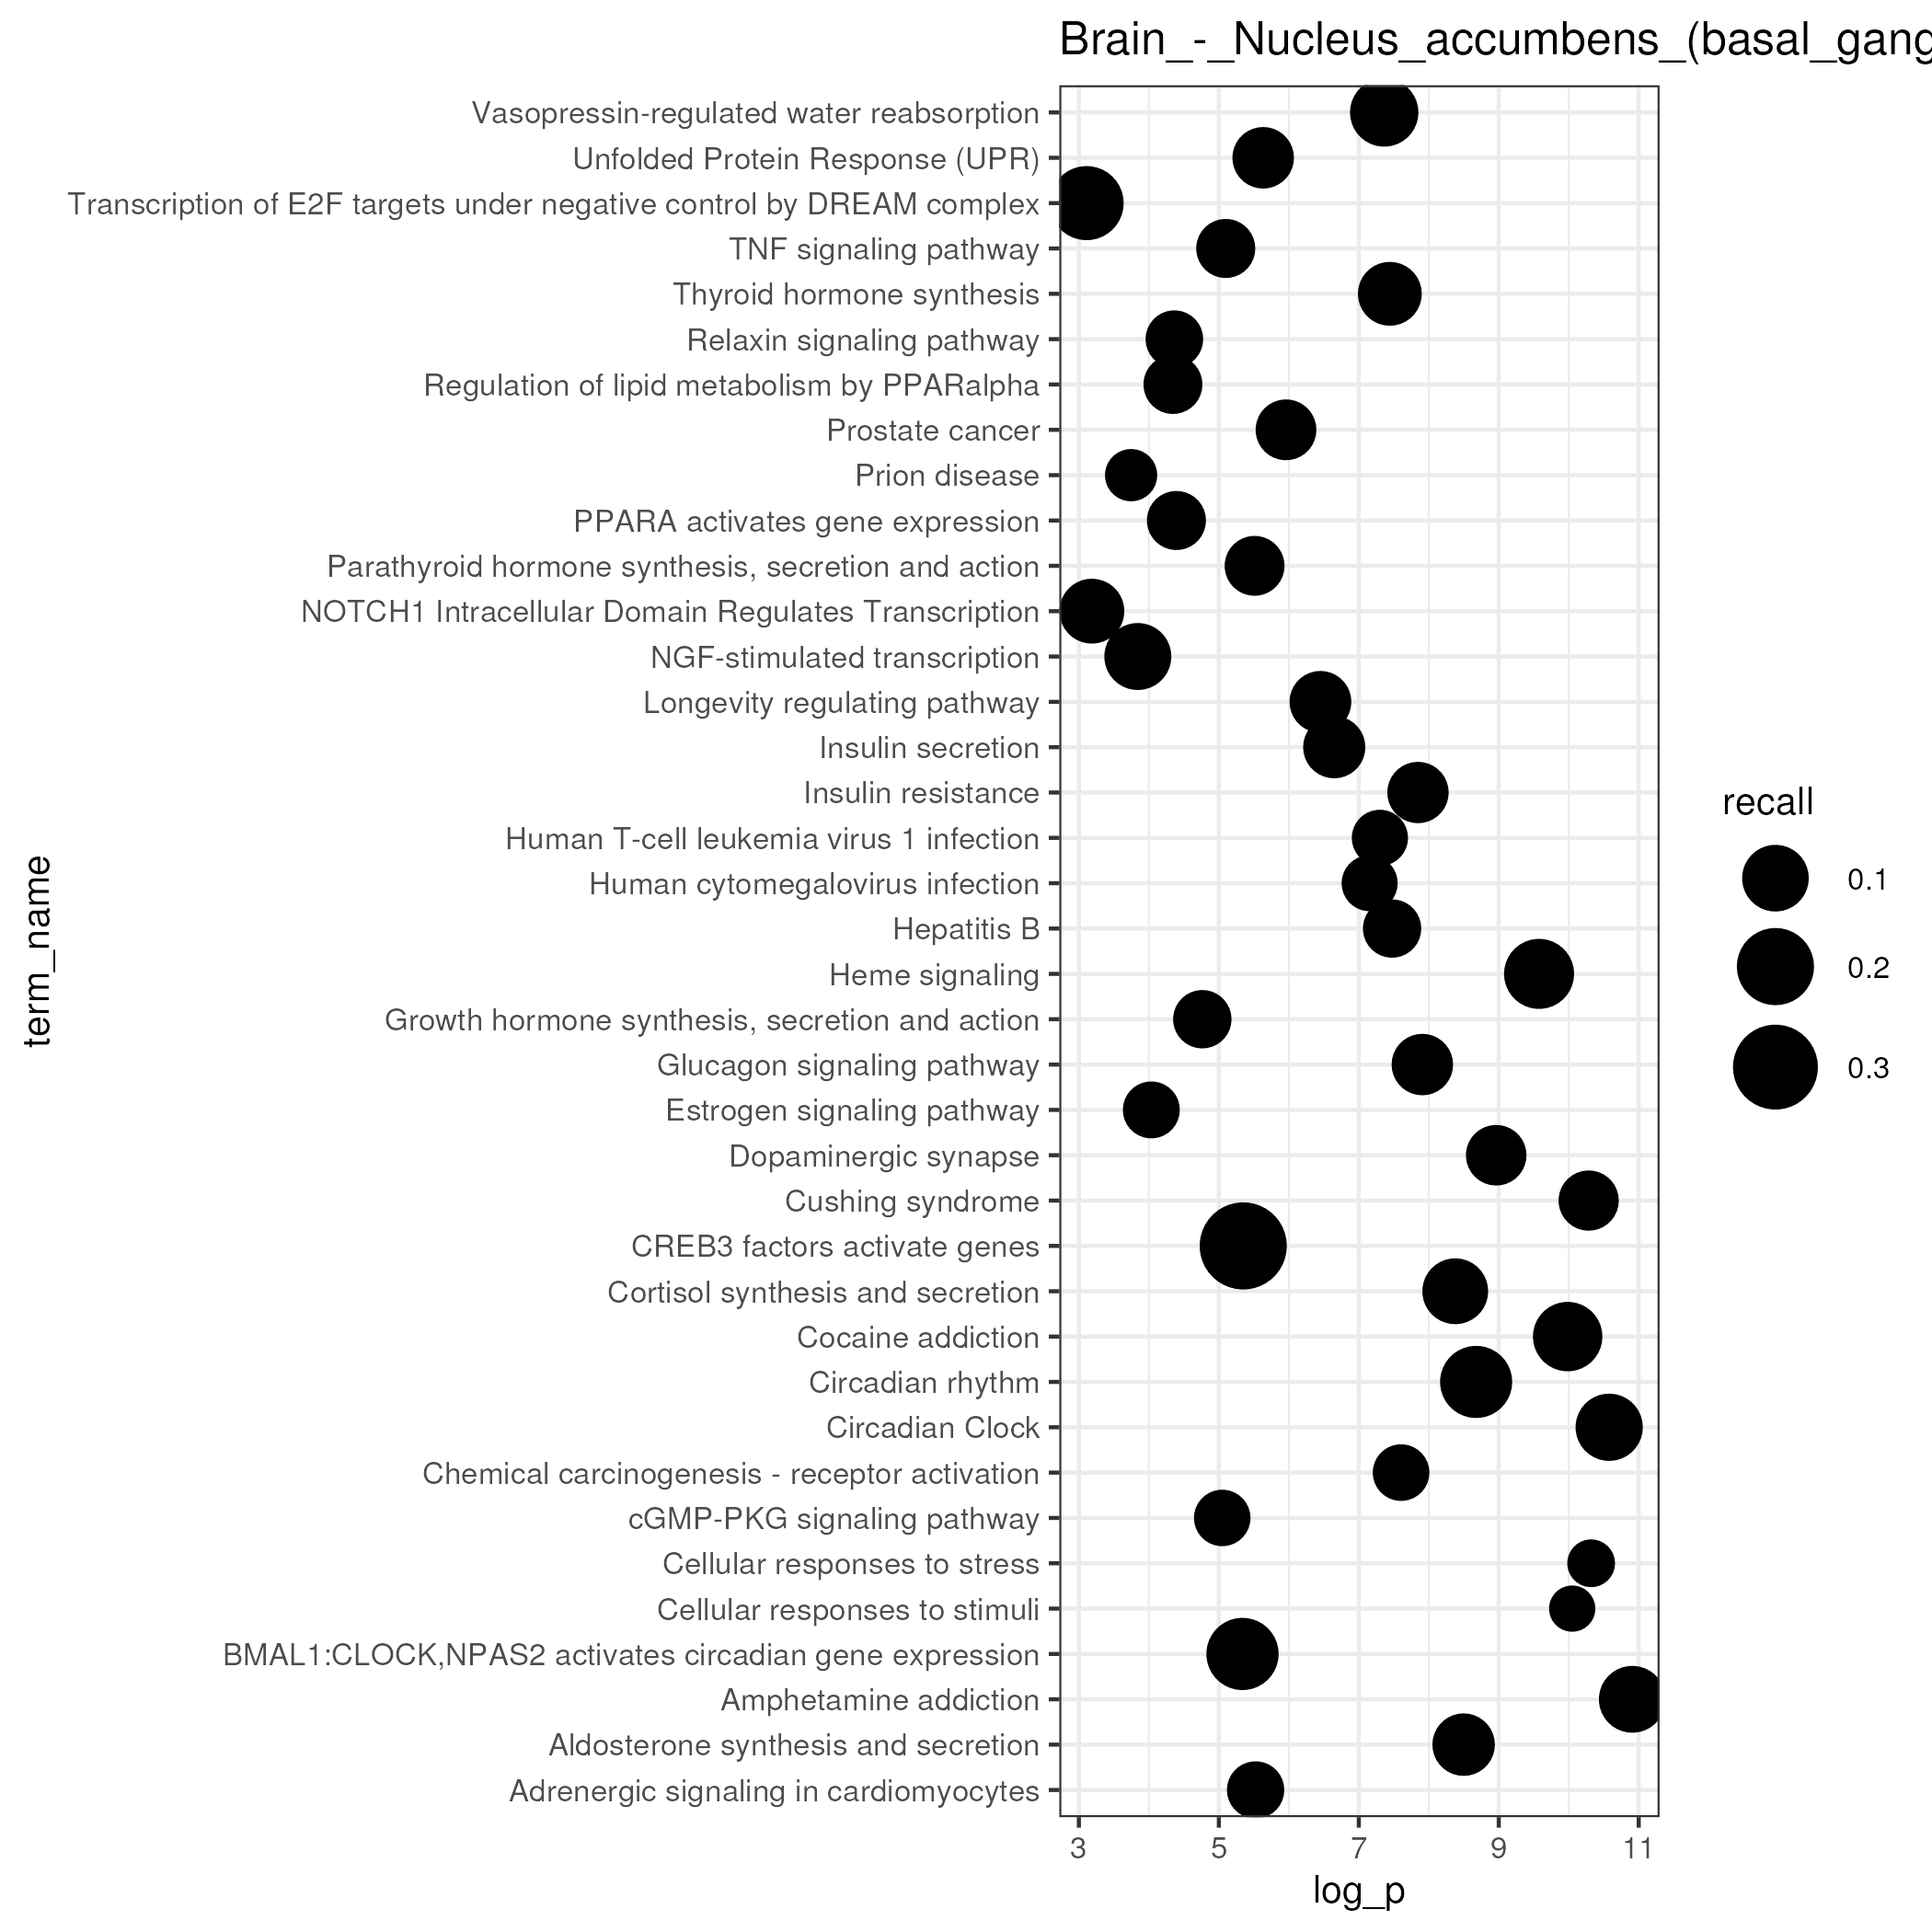 Brain_-_Nucleus_accumbens_(basal_gang
Vasopressin-regulated water reabsorption
Unfolded Protein Response (UPR)
Transcription of E2F targets under negative control by DREAM complex
TNF signaling pathway
Thyroid hormone synthesis
Relaxin signaling pathway
Regulation of lipid metabolism by PPARalpha
Prostate cancer
Prion disease
PPARA activates gene expression
Parathyroid hormone synthesis, secretion and action
NOTCH1 Intracellular Domain Regulates Transcription
NGF-stimulated transcription
Longevity regulating pathway
Insulin secretion
Insulin resistance
Human T-cell leukemia virus 1 infection
Human cytomegalovirus infection
Hepatitis B
Heme signaling
Growth hormone synthesis, secretion and action
Glucagon signaling pathway
Estrogen signaling pathway
Dopaminergic synapse
Cushing syndrome
CREB3 factors activate genes
Cortisol synthesis and secretion
Cocaine addiction
Circadian rhythm
Circadian Clock
Chemical carcinogenesis - receptor activation
cGMP-PKG signaling pathway
Cellular responses to stress
Cellular responses to stimuli
BMAL1:CLOCK,NPAS2 activates circadian gene expression
Amphetamine addiction
Aldosterone synthesis and secretion
Adrenergic signaling in cardiomyocytes
term_name
3 5 7 9 11
log_p
recall
0.1
0.2
0.3